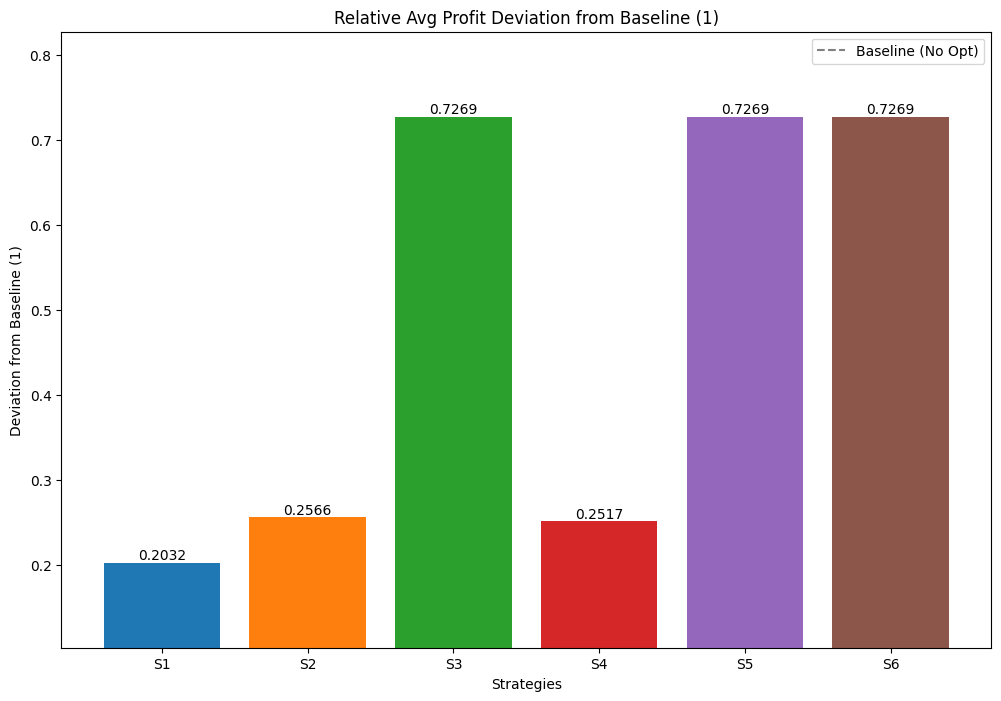 Relative Avg Profit Deviation from Baseline (1)
Baseline (No Opt)
0.8
0.7
0.6
0.5
0.4
0.3
0.2
Deviation from Baseline (1)
0.2032
0.2566
0.7269
0.2517
0.7269
0.7269
S1 S2 S3 S4 S5 S6
Strategies